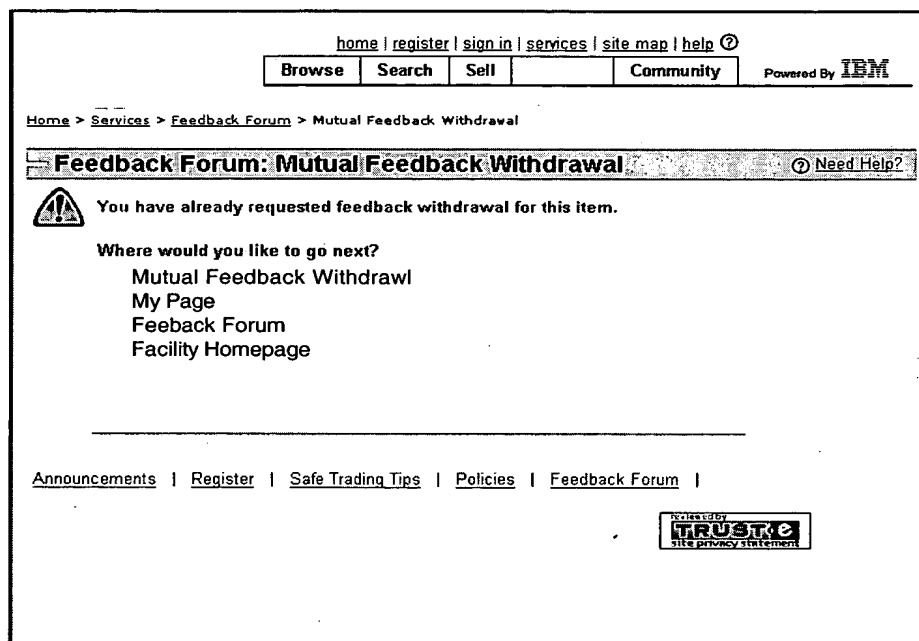 home | register | sign in | services | site map | help ?
Browse Search Sell Community Powered By IBM
Home > Services > Feedback Forum > Mutual Feedback Withdrawal
Feedback Forum: Mutual Feedback Withdrawal ? Need Help?
You have already requested feedback withdrawal for this item.
Where would you like to go next?
Mutual Feedback Withdrawl
My Page
Feeback Forum
Facility Homepage
Announcements | Register | Safe Trading Tips | Policies | Feedback Forum |
reviewed by
TRUST e
site privacy statement